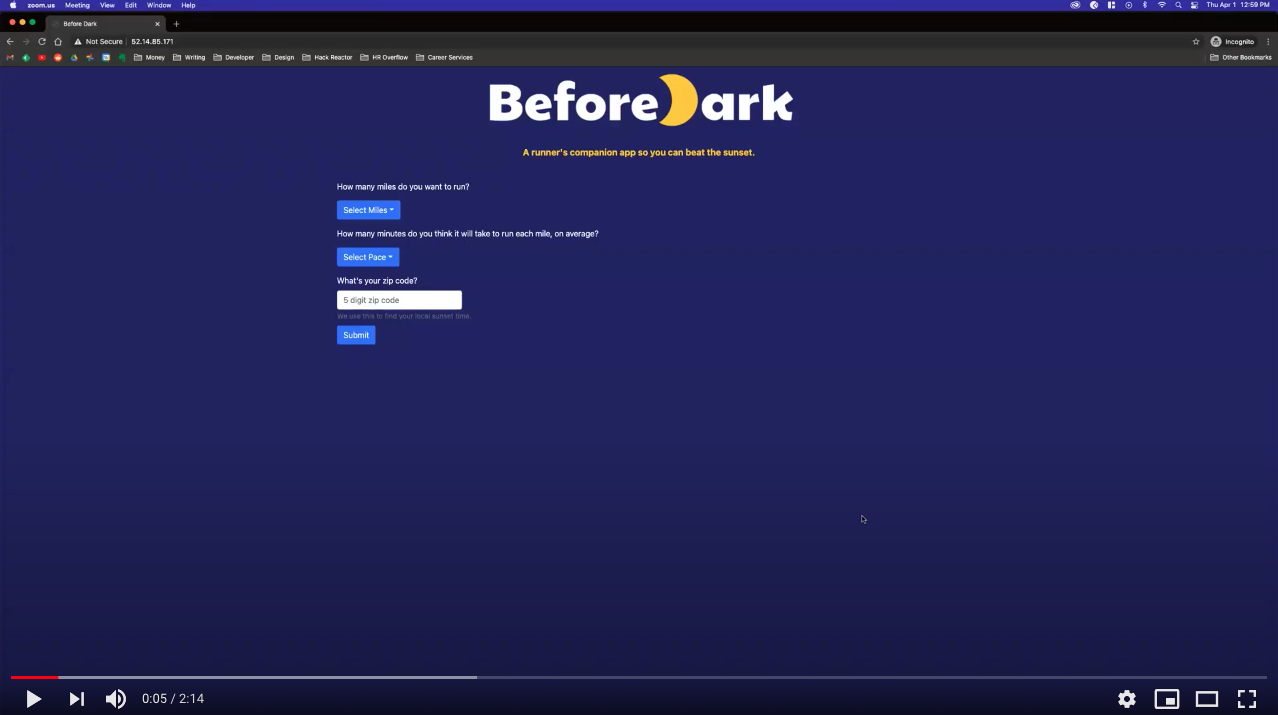 zoom.us Meeting View Edit Window Help Thu Apr 1 12:59 PM
Before Dark
Not Secure 52.14.85.171 Incognito
Money Writing Developer Design Hack Reactor HR Overflow Career Services Other Bookmarks
Before Dark
A runner's companion app so you can beat the sunset.
How many miles do you want to run?
Select Miles
How many minutes do you think it will take to run each mile, on average?
Select Pace
What's your zip code?
5 digit zip code
We use this to find your local sunset time.
Submit
0:05 / 2:14